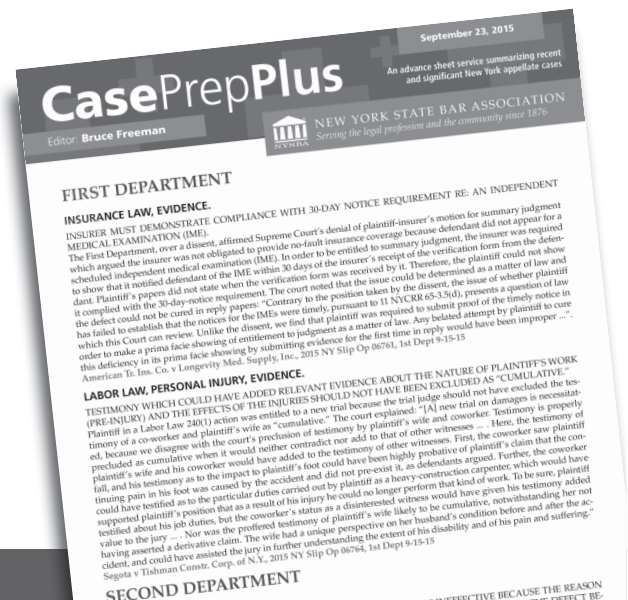 September 23, 2015
CasePrepPlus
An advance sheet service summarizing recent
and significant New York appellate cases
Editor: Bruce Freeman
NYSBA
NEW YORK STATE BAR ASSOCIATION
Serving the legal profession and the community since 1876
FIRST DEPARTMENT
INSURANCE LAW, EVIDENCE.
INSURER MUST DEMONSTRATE COMPLIANCE WITH 30-DAY NOTICE REQUIREMENT RE: AN INDEPENDENT
MEDICAL EXAMINATION (IME).
The First Department, over a dissent, affirmed Supreme Court's denial of plaintiff-insurer's motion for summary judgment
which argued the insurer was not obligated to provide no-fault insurance coverage because defendant did not appear for a
scheduled independent medical examination (IME). In order to be entitled to summary judgment, the insurer was required
to show that it notified defendant of the IME within 30 days of the insurer's receipt of the verification form from the defen-
dant. Plaintiff's papers did not state when the verification form was received by it. Therefore, the plaintiff could not show
it complied with the 30-day-notice requirement. The court noted that the issue could be determined as a matter of law and
the defect could not be cured in reply papers: "Contrary to the position taken by the dissent, the issue of whether plaintiff
has failed to establish that the notices for the IMEs were timely, pursuant to 11 NYCRR 65-3.5(d), presents a question of law
which this Court can review. Unlike the dissent, we find that plaintiff was required to submit proof of the timely notice in
order to make a prima facie showing of entitlement to judgment as a matter of law. Any belated attempt by plaintiff to cure
this deficiency in its prima facie showing by submitting evidence for the first time in reply would have been improper ...".
American Tr. Ins. Co. v Longevity Med. Supply, Inc., 2015 NY Slip Op 06761, 1st Dept 9-15-15
LABOR LAW, PERSONAL INJURY, EVIDENCE.
TESTIMONY WHICH COULD HAVE ADDED RELEVANT EVIDENCE ABOUT THE NATURE OF PLAINTIFF'S WORK
(PRE-INJURY) AND THE EFFECTS OF THE INJURIES SHOULD NOT HAVE BEEN EXCLUDED AS "CUMULATIVE."
Plaintiff in a Labor Law 240(1) action was entitled to a new trial because the trial judge should not have excluded the tes-
timony of a co-worker and plaintiff's wife as "cumulative." The court explained: "[A] new trial on damages is necessitat-
ed, because we disagree with the court's preclusion of testimony by plaintiff's wife and coworker. Testimony is properly
precluded as cumulative when it would neither contradict nor add to that of other witnesses ... . Here, the testimony of
plaintiff's wife and his coworker would have added to the testimony of other witnesses. First, the coworker saw plaintiff
fall, and his testimony as to the impact to plaintiff's foot could have been highly probative of plaintiff's claim that the con-
tinuing pain in his foot was caused by the accident and did not pre-exist it, as defendants argued. Further, the coworker
could have testified as to the particular duties carried out by plaintiff as a heavy-construction carpenter, which would have
supported plaintiff's position that as a result of his injury he could no longer perform that kind of work. To be sure, plaintiff
testified about his job duties, but the coworker's status as a disinterested witness would have given his testimony added
value to the jury ... . Nor was the proffered testimony of plaintiff's wife likely to be cumulative, notwithstanding her not
having asserted a derivative claim. The wife had a unique perspective on her husband's condition before and after the ac-
cident, and could have assisted the jury in further understanding the extent of his disability and of his pain and suffering."
Segota v Tishman Constr. Corp. of N.Y., 2015 NY Slip Op 06764, 1st Dept 9-15-15
SECOND DEPARTMENT
INEFFECTIVE BECAUSE THE REASON
THE DEFECT BE-